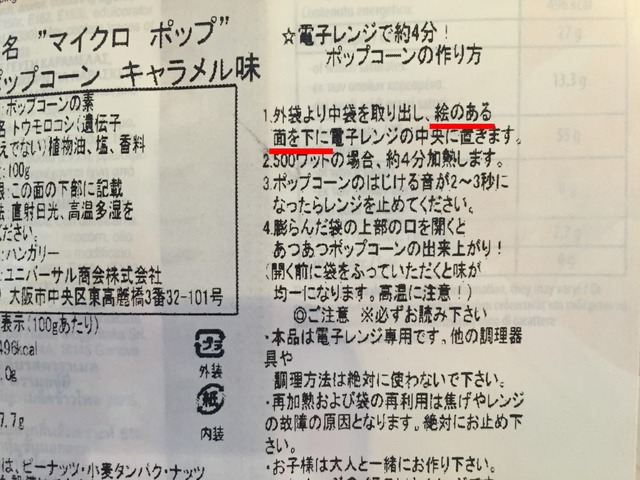 名 "マイクロ ポップ"
ポップコーン キャラメル味
:ポップコーンの素
名 トウモロコシ(遺伝子
えでない)植物油、塩、香料
:100g
:この面の下部に記載
法 直射日光、高温多湿を
ださい。
:ハンガリー
:ユニバーサル商会株式会社
大阪市中央区東高麗橋3番32-101号
表示(100gあたり)
496kcal
.0g
7.7g
プラ
外装
紙
内装
は、ピーナッツ・小麦タンパク・ナッツ
☆電子レンジで約4分!
ポップコーンの作り方
1.外袋より中袋を取り出し、絵のある
面を下に電子レンジの中央に置きます。
2.500ワットの場合、約4分加熱します。
3.ポップコーンのはじける音が2～3秒に
なったらレンジを止めてください。
4.膨らんだ袋の上部の口を開くと
あつあつポップコーンの出来上がり!
(開く前に袋をふっていただくと味が
均一になります。高温に注意!)
◎ご注意 ※必ずお読み下さい
・本品は電子レンジ専用です。他の調理器
具や
調理方法は絶対に使わないで下さい。
・再加熱および袋の再利用は焦げやレンジ
の故障の原因となります。絶対にお止め下
さい。
・お子様は大人と一緒にお作り下さい。